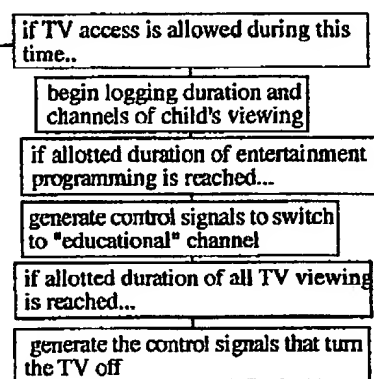 if TV access is allowed during this
time..
begin logging duration and
channels of child's viewing
if allotted duration of entertainment
programming is reached...
generate control signals to switch
to "educational" channel
if allotted duration of all TV viewing
is reached...
generate the control signals that turn
the TV off